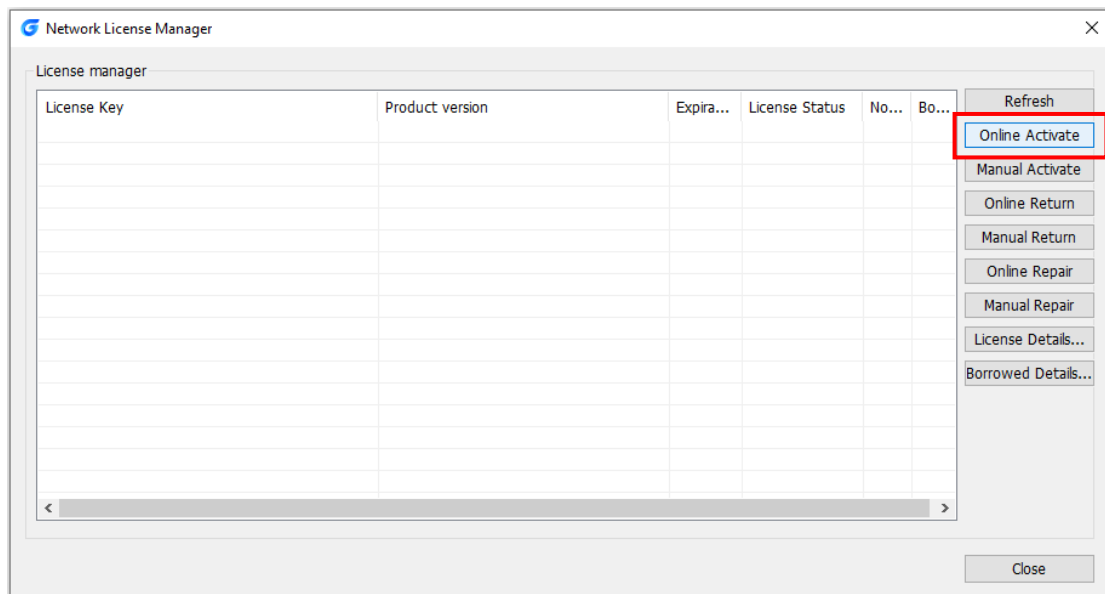 Network License Manager
License manager
License Key Product version Expira... License Status No... Bo...
Refresh
Online Activate
Manual Activate
Online Return
Manual Return
Online Repair
Manual Repair
License Details...
Borrowed Details...
Close